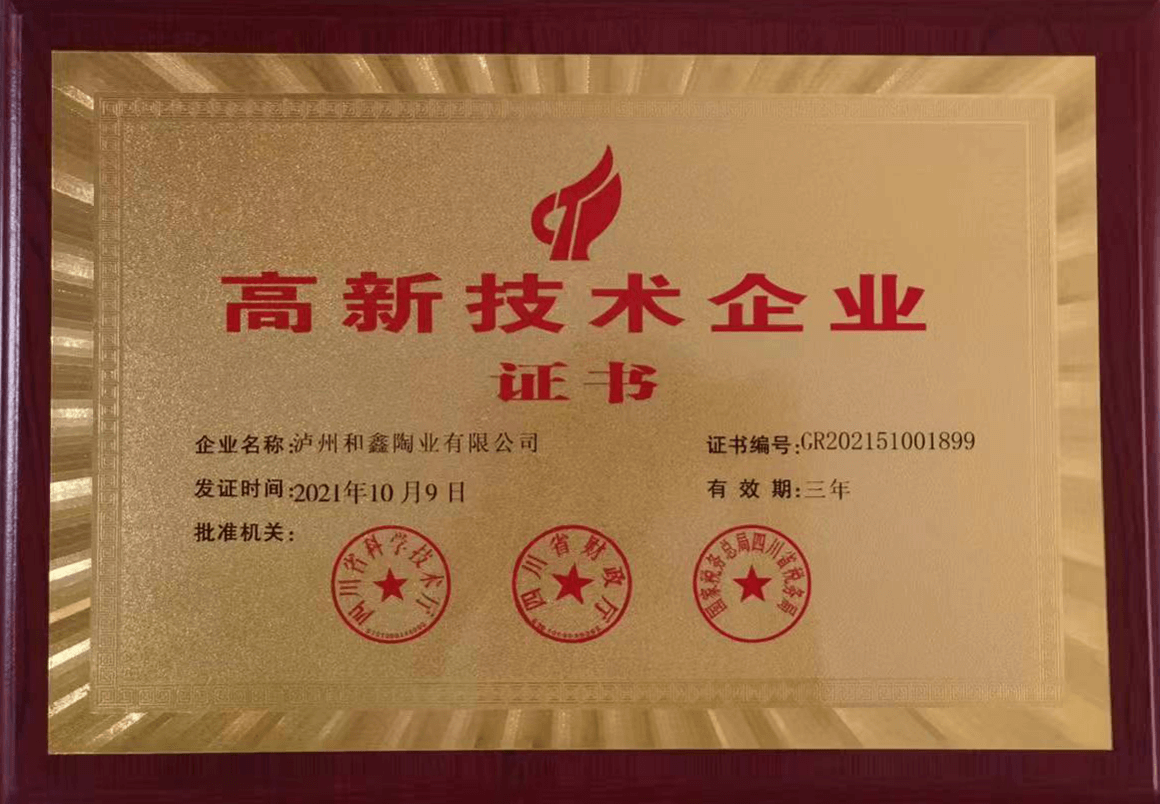 高新技术企业
证书
企业名称:泸州和鑫陶业有限公司
证书编号:GR202151001899
发证时间:2021年10月9日
有效期:三年
批准机关:
四川省科学技术厅
四川省财政厅
国家税务总局四川省税务局